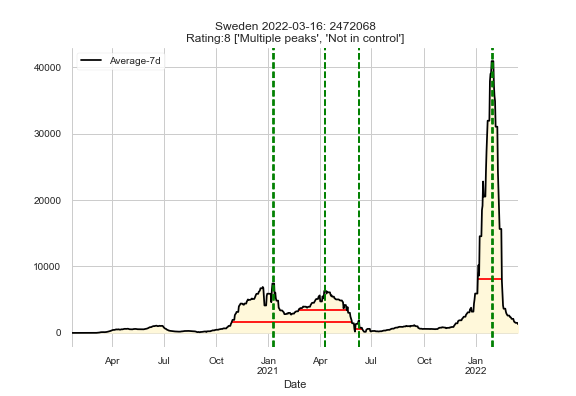 Sweden 2022-03-16: 2472068
Rating:8 ['Multiple peaks', 'Not in control']
Average-7d
40000
30000
20000
10000
0
Apr Jul Oct Jan Apr Jul Oct Jan
2021 2022
Date